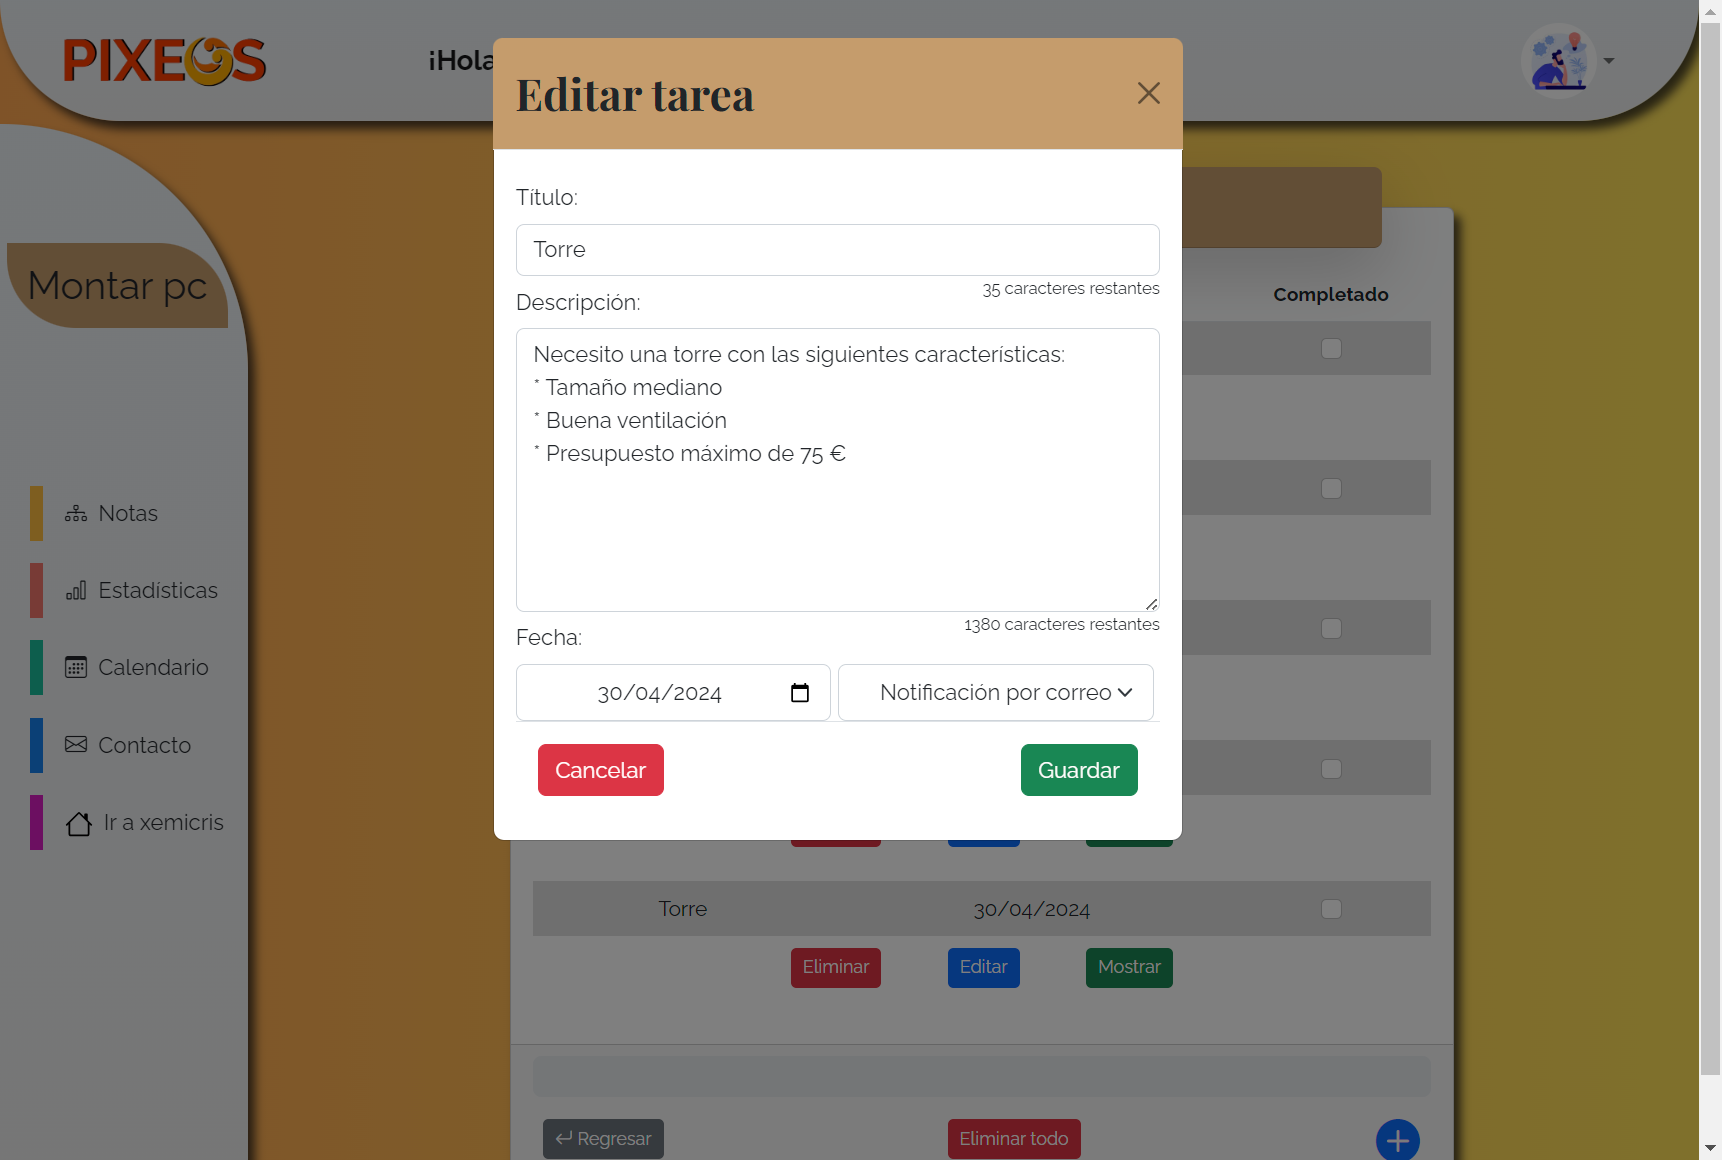 PIXEOS
¡Hola
Editar tarea
Montar pc
Notas
Estadísticas
Calendario
Contacto
Ir a xemicris
Título:
Torre
35 caracteres restantes
Descripción:
Necesito una torre con las siguientes características:
* Tamaño mediano
* Buena ventilación
* Presupuesto máximo de 75 €
1380 caracteres restantes
Fecha:
30/04/2024
Notificación por correo
Cancelar
Guardar
Completado
Torre
30/04/2024
Eliminar
Editar
Mostrar
Regresar
Eliminar todo